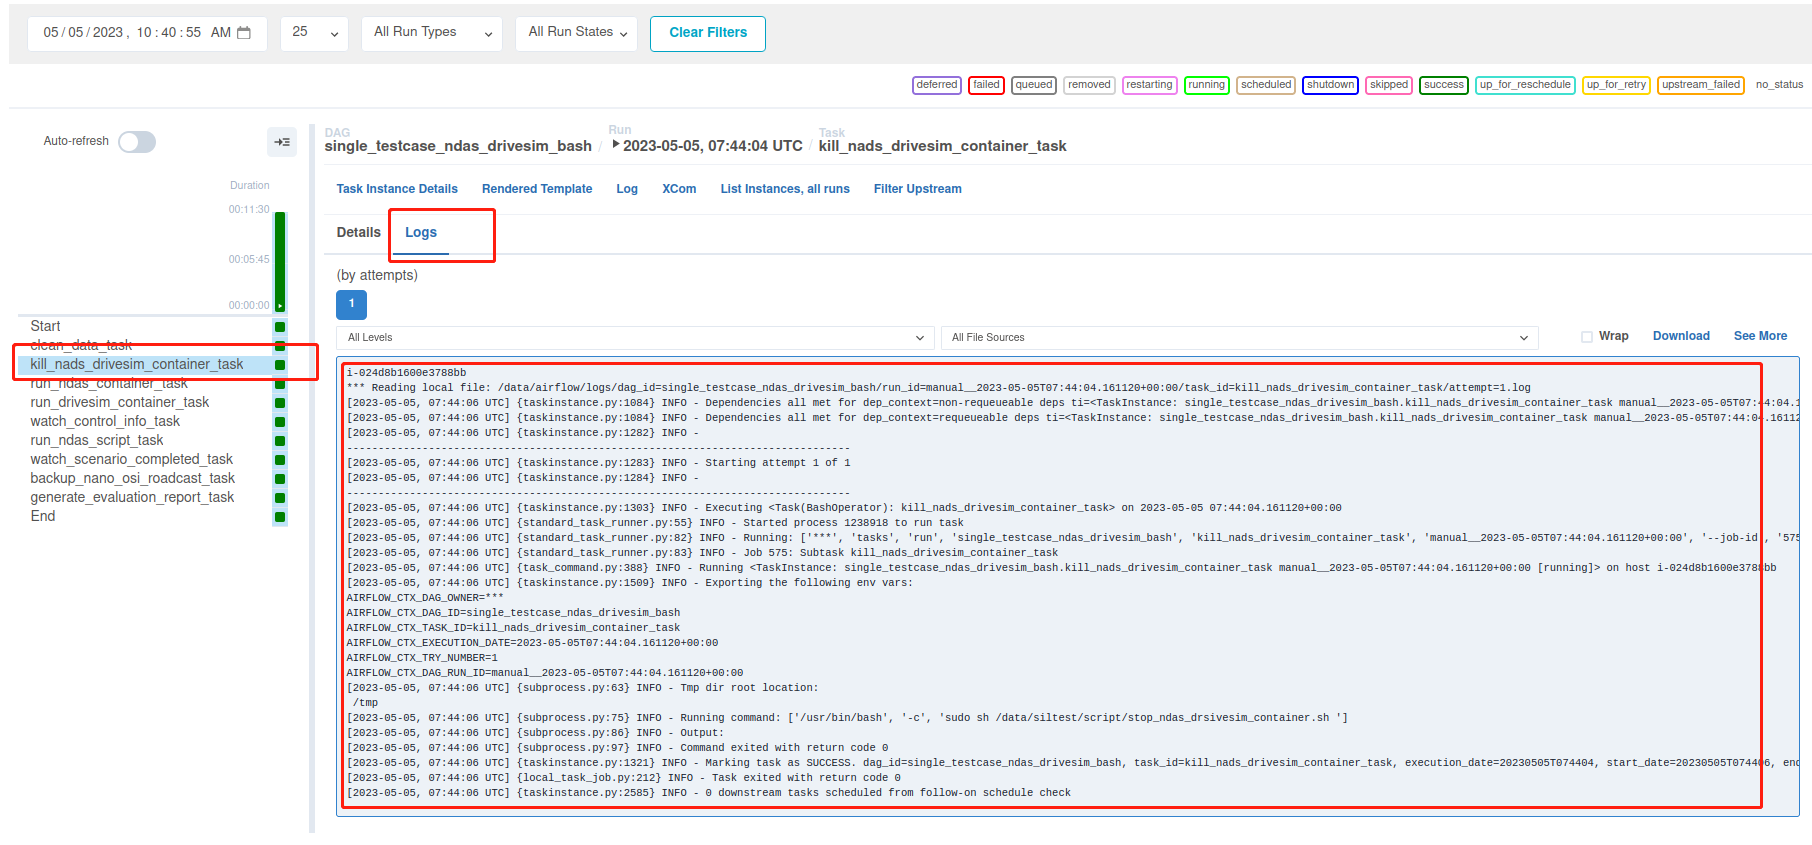 05 / 05 / 2023 , 10 : 40 : 55 AM
25
All Run Types
All Run States
Clear Filters
deferred failed queued removed restarting running scheduled shutdown skipped success up_for_reschedule up_for_retry upstream_failed no_status
Auto-refresh
Duration
00:11:30
00:05:45
00:00:00
Start
clean_data_task
kill_nads_drivesim_container_task
run_ndas_container_task
run_drivesim_container_task
watch_control_info_task
run_ndas_script_task
watch_scenario_completed_task
backup_nano_osi_roadcast_task
generate_evaluation_report_task
End
DAG
single_testcase_ndas_drivesim_bash
/
Run
2023-05-05, 07:44:04 UTC
/
Task
kill_nads_drivesim_container_task
Task Instance Details Rendered Template Log XCom List Instances, all runs Filter Upstream
Details Logs
(by attempts)
1
All Levels
All File Sources
Wrap
Download
See More
i-024d8b1600e3788bb
*** Reading local file: /data/airflow/logs/dag_id=single_testcase_ndas_drivesim_bash/run_id=manual__2023-05-05T07:44:04.161120+00:00/task_id=kill_nads_drivesim_container_task/attempt=1.log
[2023-05-05, 07:44:06 UTC] {taskinstance.py:1084} INFO - Dependencies all met for dep_context=non-requeueable deps ti=<TaskInstance: single_testcase_ndas_drivesim_bash.kill_nads_drivesim_container_task manual__2023-05-05T07:44:04.1
[2023-05-05, 07:44:06 UTC] {taskinstance.py:1084} INFO - Dependencies all met for dep_context=requeueable deps ti=<TaskInstance: single_testcase_ndas_drivesim_bash.kill_nads_drivesim_container_task manual__2023-05-05T07:44:04.16112
[2023-05-05, 07:44:06 UTC] {taskinstance.py:1282} INFO -
--------------------------------------------------------------------------------
[2023-05-05, 07:44:06 UTC] {taskinstance.py:1283} INFO - Starting attempt 1 of 1
[2023-05-05, 07:44:06 UTC] {taskinstance.py:1284} INFO -
--------------------------------------------------------------------------------
[2023-05-05, 07:44:06 UTC] {taskinstance.py:1303} INFO - Executing <Task(BashOperator): kill_nads_drivesim_container_task> on 2023-05-05 07:44:04.161120+00:00
[2023-05-05, 07:44:06 UTC] {standard_task_runner.py:55} INFO - Started process 1238918 to run task
[2023-05-05, 07:44:06 UTC] {standard_task_runner.py:82} INFO - Running: ['***', 'tasks', 'run', 'single_testcase_ndas_drivesim_bash', 'kill_nads_drivesim_container_task', 'manual__2023-05-05T07:44:04.161120+00:00', '--job-id', '575
[2023-05-05, 07:44:06 UTC] {standard_task_runner.py:83} INFO - Job 575: Subtask kill_nads_drivesim_container_task
[2023-05-05, 07:44:06 UTC] {task_command.py:388} INFO - Running <TaskInstance: single_testcase_ndas_drivesim_bash.kill_nads_drivesim_container_task manual__2023-05-05T07:44:04.161120+00:00 [running]> on host i-024d8b1600e3788bb
[2023-05-05, 07:44:06 UTC] {taskinstance.py:1509} INFO - Exporting the following env vars:
AIRFLOW_CTX_DAG_OWNER=***
AIRFLOW_CTX_DAG_ID=single_testcase_ndas_drivesim_bash
AIRFLOW_CTX_TASK_ID=kill_nads_drivesim_container_task
AIRFLOW_CTX_EXECUTION_DATE=2023-05-05T07:44:04.161120+00:00
AIRFLOW_CTX_TRY_NUMBER=1
AIRFLOW_CTX_DAG_RUN_ID=manual__2023-05-05T07:44:04.161120+00:00
[2023-05-05, 07:44:06 UTC] {subprocess.py:63} INFO - Tmp dir root location:
/tmp
[2023-05-05, 07:44:06 UTC] {subprocess.py:75} INFO - Running command: ['/usr/bin/bash', '-c', 'sudo sh /data/siltest/script/stop_ndas_drsivesim_container.sh ']
[2023-05-05, 07:44:06 UTC] {subprocess.py:86} INFO - Output:
[2023-05-05, 07:44:06 UTC] {subprocess.py:97} INFO - Command exited with return code 0
[2023-05-05, 07:44:06 UTC] {taskinstance.py:1321} INFO - Marking task as SUCCESS. dag_id=single_testcase_ndas_drivesim_bash, task_id=kill_nads_drivesim_container_task, execution_date=20230505T074404, start_date=20230505T074406, end
[2023-05-05, 07:44:06 UTC] {local_task_job.py:212} INFO - Task exited with return code 0
[2023-05-05, 07:44:06 UTC] {taskinstance.py:2585} INFO - 0 downstream tasks scheduled from follow-on schedule check